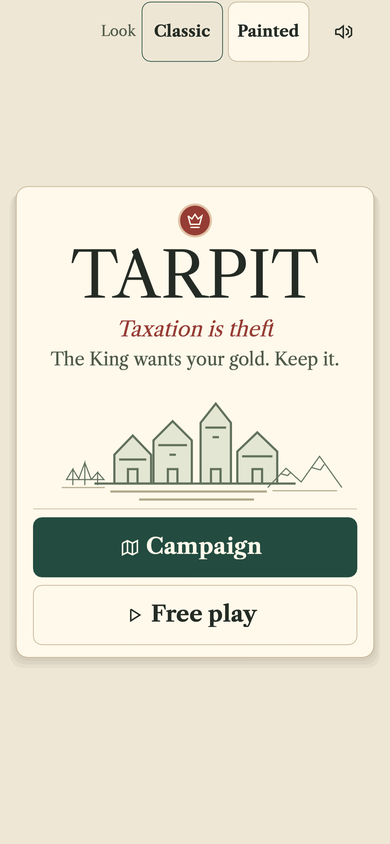 Look Classic Painted
TARPIT
Taxation is theft
The King wants your gold. Keep it.
Campaign
Free play